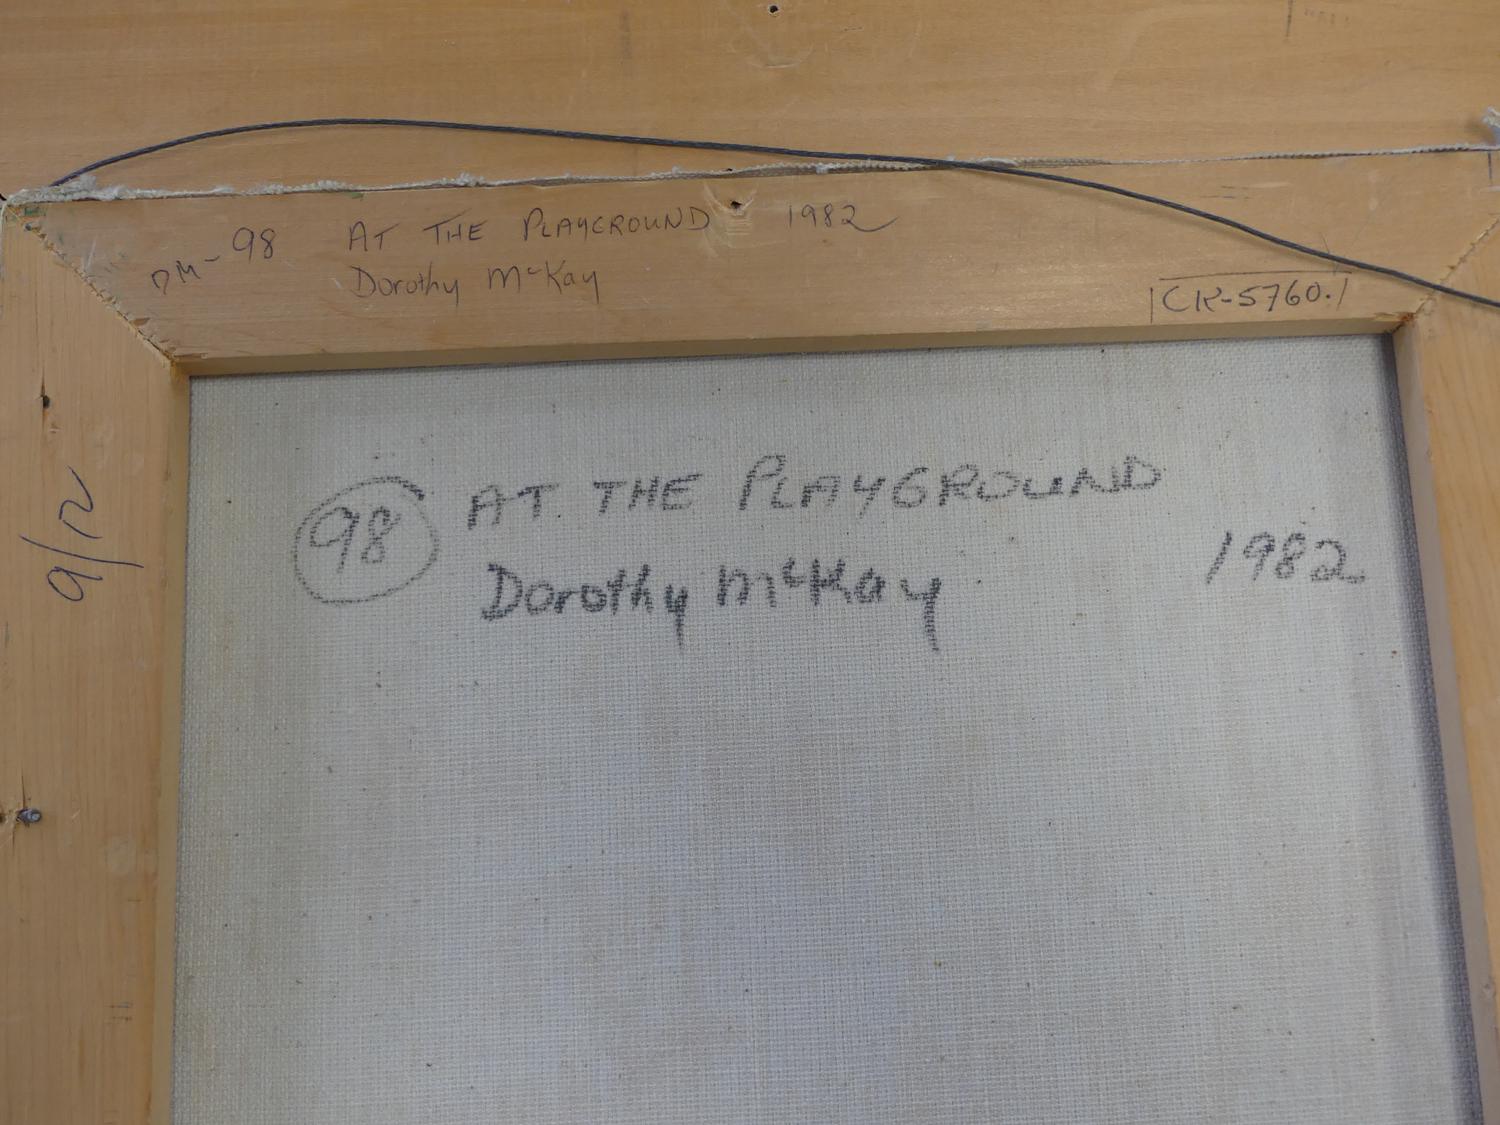 DM-98 AT THE PLAYGROUND 1982
Dorothy McKay
CK-5760.1
9/12
98 AT THE PLAYGROUND
Dorothy McKay 1982